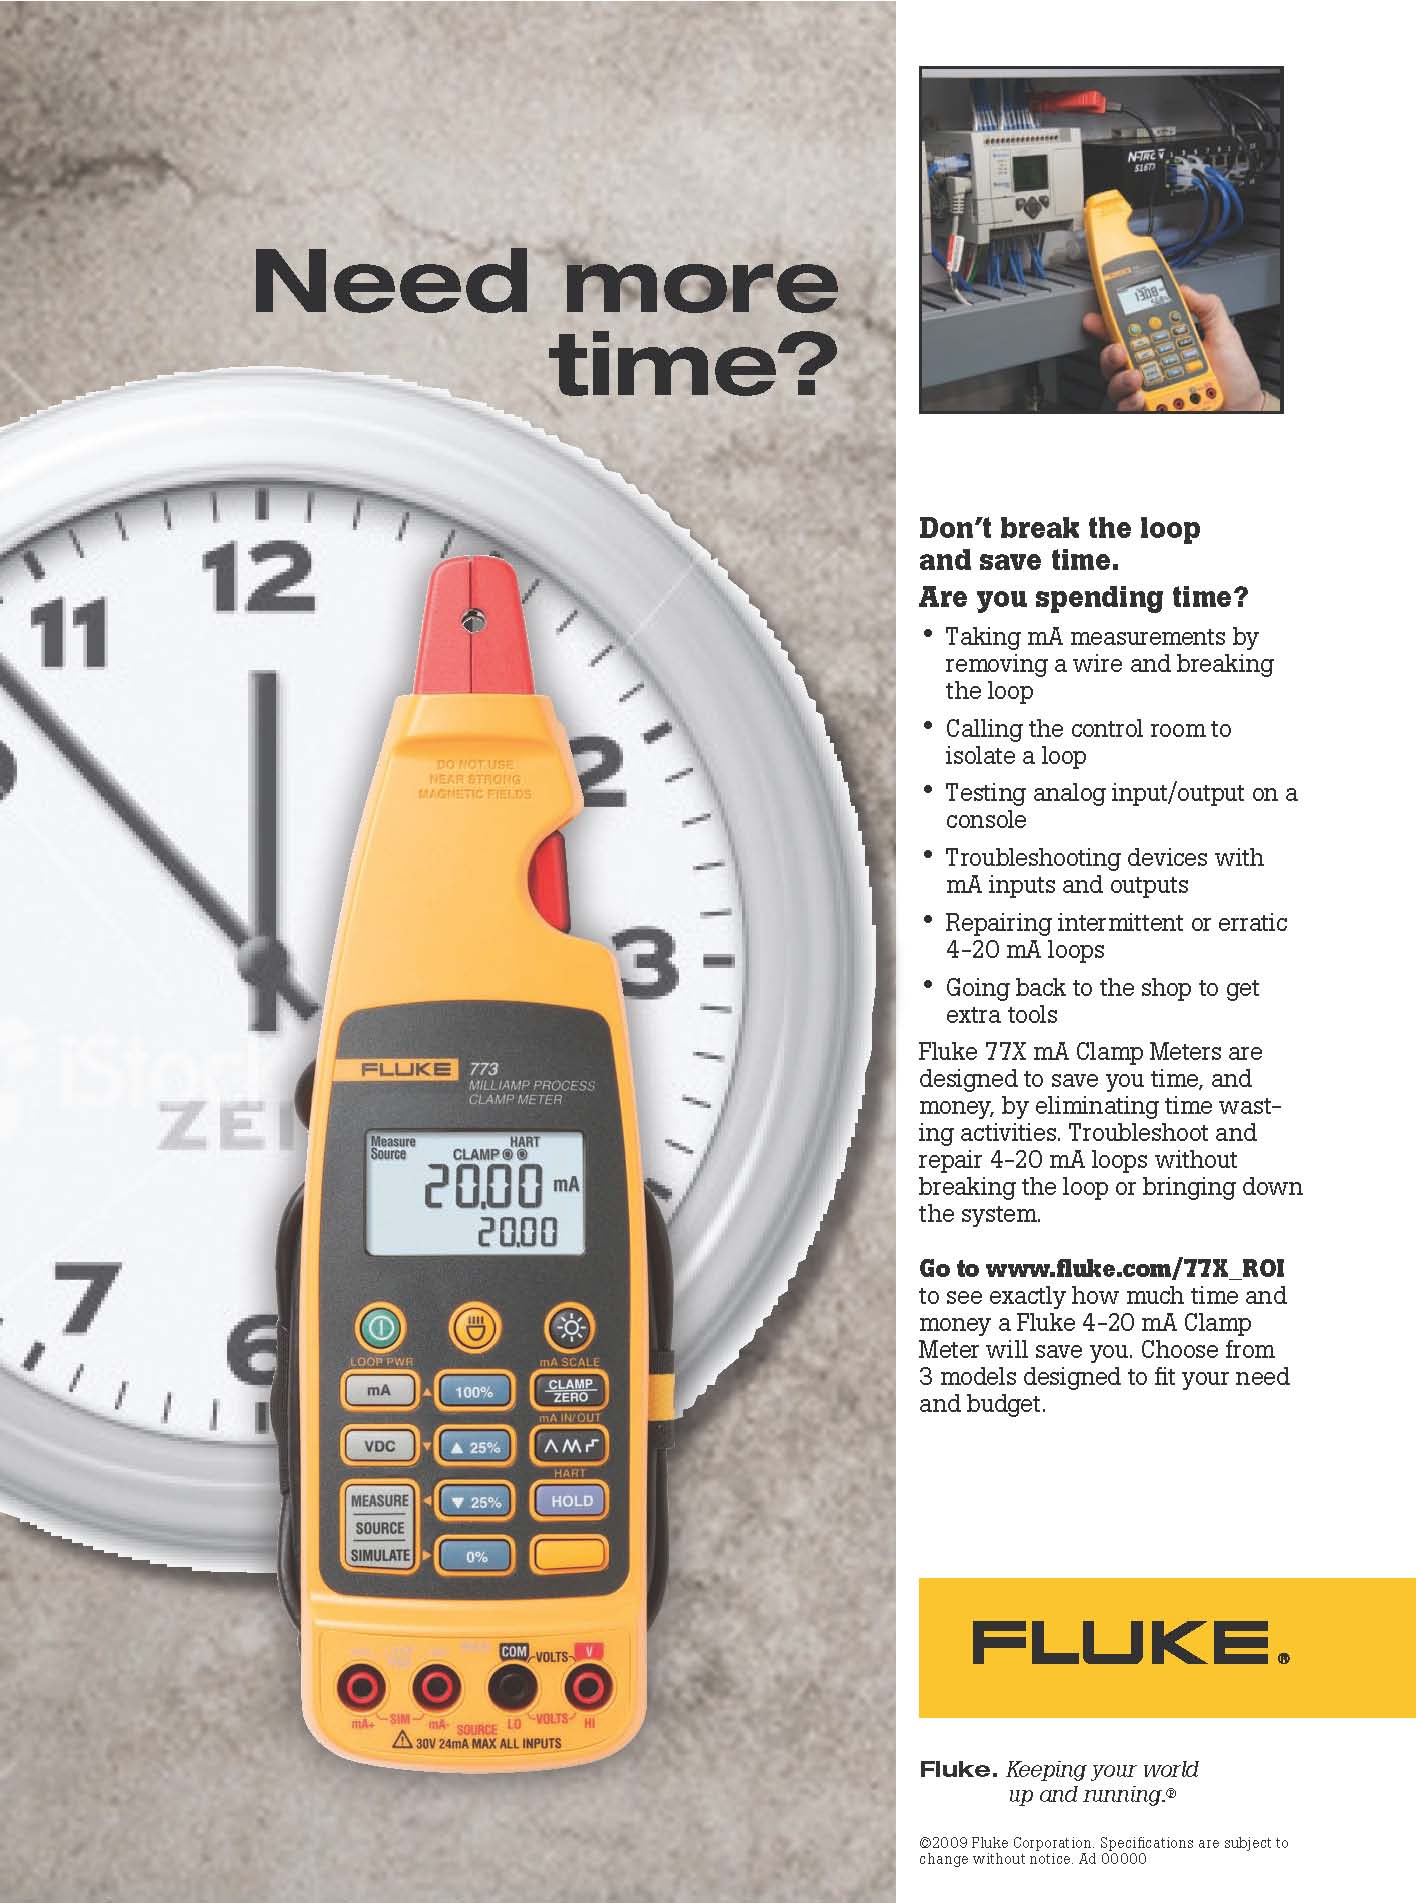 Need more
time?
12
11
2
3
7
6
iStock
ZEI
DO NOT USE
NEAR STRONG
MAGNETIC FIELDS
FLUKE 773
MILLIAMP PROCESS
CLAMP METER
Measure HART
Source CLAMP
20.00 mA
20.00
LOOP PWR mA SCALE
mA 100% CLAMP
ZERO
mA IN/OUT
VDC ▲ 25%
HART
MEASURE ▼ 25% HOLD
SOURCE
SIMULATE 0%
COM VOLTS V
mA+ SIM mA- SOURCE LO VOLTS HI
30V 24mA MAX ALL INPUTS
N-TRON
516TX
Don't break the loop
and save time.
Are you spending time?
• Taking mA measurements by
removing a wire and breaking
the loop
• Calling the control room to
isolate a loop
• Testing analog input/output on a
console
• Troubleshooting devices with
mA inputs and outputs
• Repairing intermittent or erratic
4-20 mA loops
• Going back to the shop to get
extra tools
Fluke 77X mA Clamp Meters are
designed to save you time, and
money, by eliminating time wast-
ing activities. Troubleshoot and
repair 4-20 mA loops without
breaking the loop or bringing down
the system.
Go to www.fluke.com/77X_ROI
to see exactly how much time and
money a Fluke 4-20 mA Clamp
Meter will save you. Choose from
3 models designed to fit your need
and budget.
FLUKE®
Fluke. Keeping your world
up and running.®
©2009 Fluke Corporation. Specifications are subject to
change without notice. Ad 00000